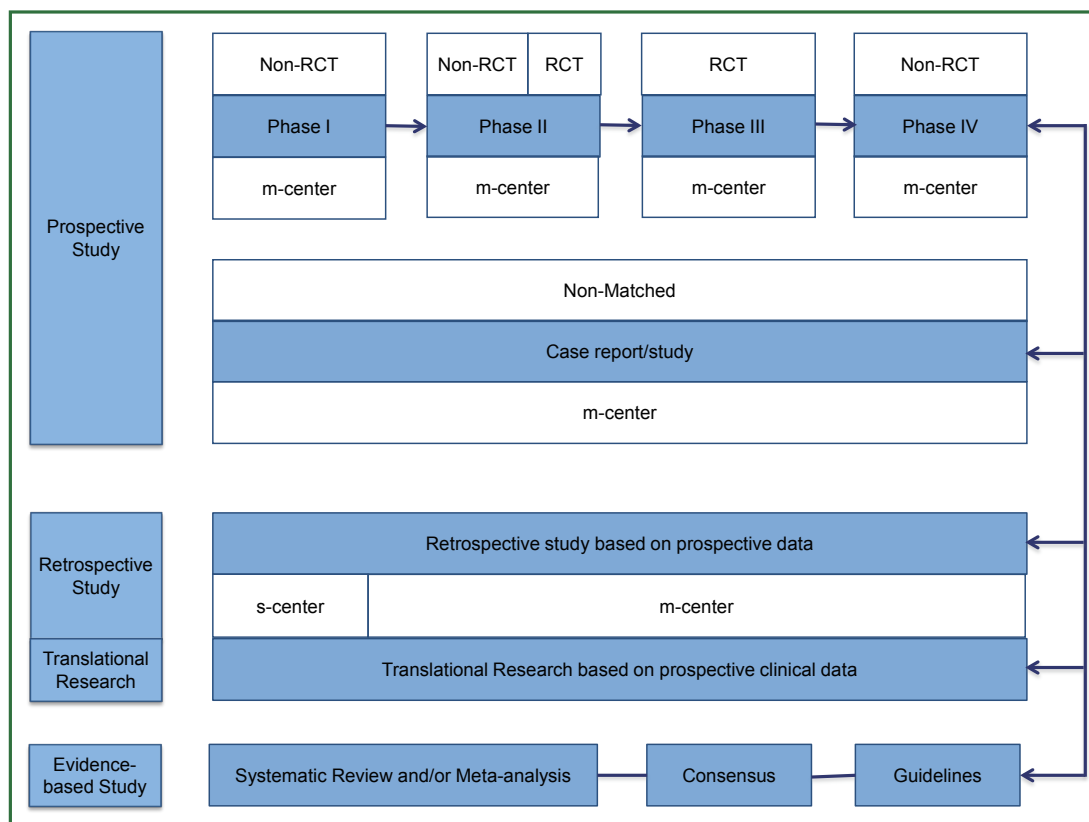 Prospective
Study
Non-RCT
Phase I
m-center
Non-RCT
RCT
Phase II
m-center
RCT
Phase III
m-center
Non-RCT
Phase IV
m-center
Non-Matched
Case report/study
m-center
Retrospective
Study
Retrospective study based on prospective data
s-center
m-center
Translational
Research
Translational Research based on prospective clinical data
Evidence-
based Study
Systematic Review and/or Meta-analysis
Consensus
Guidelines